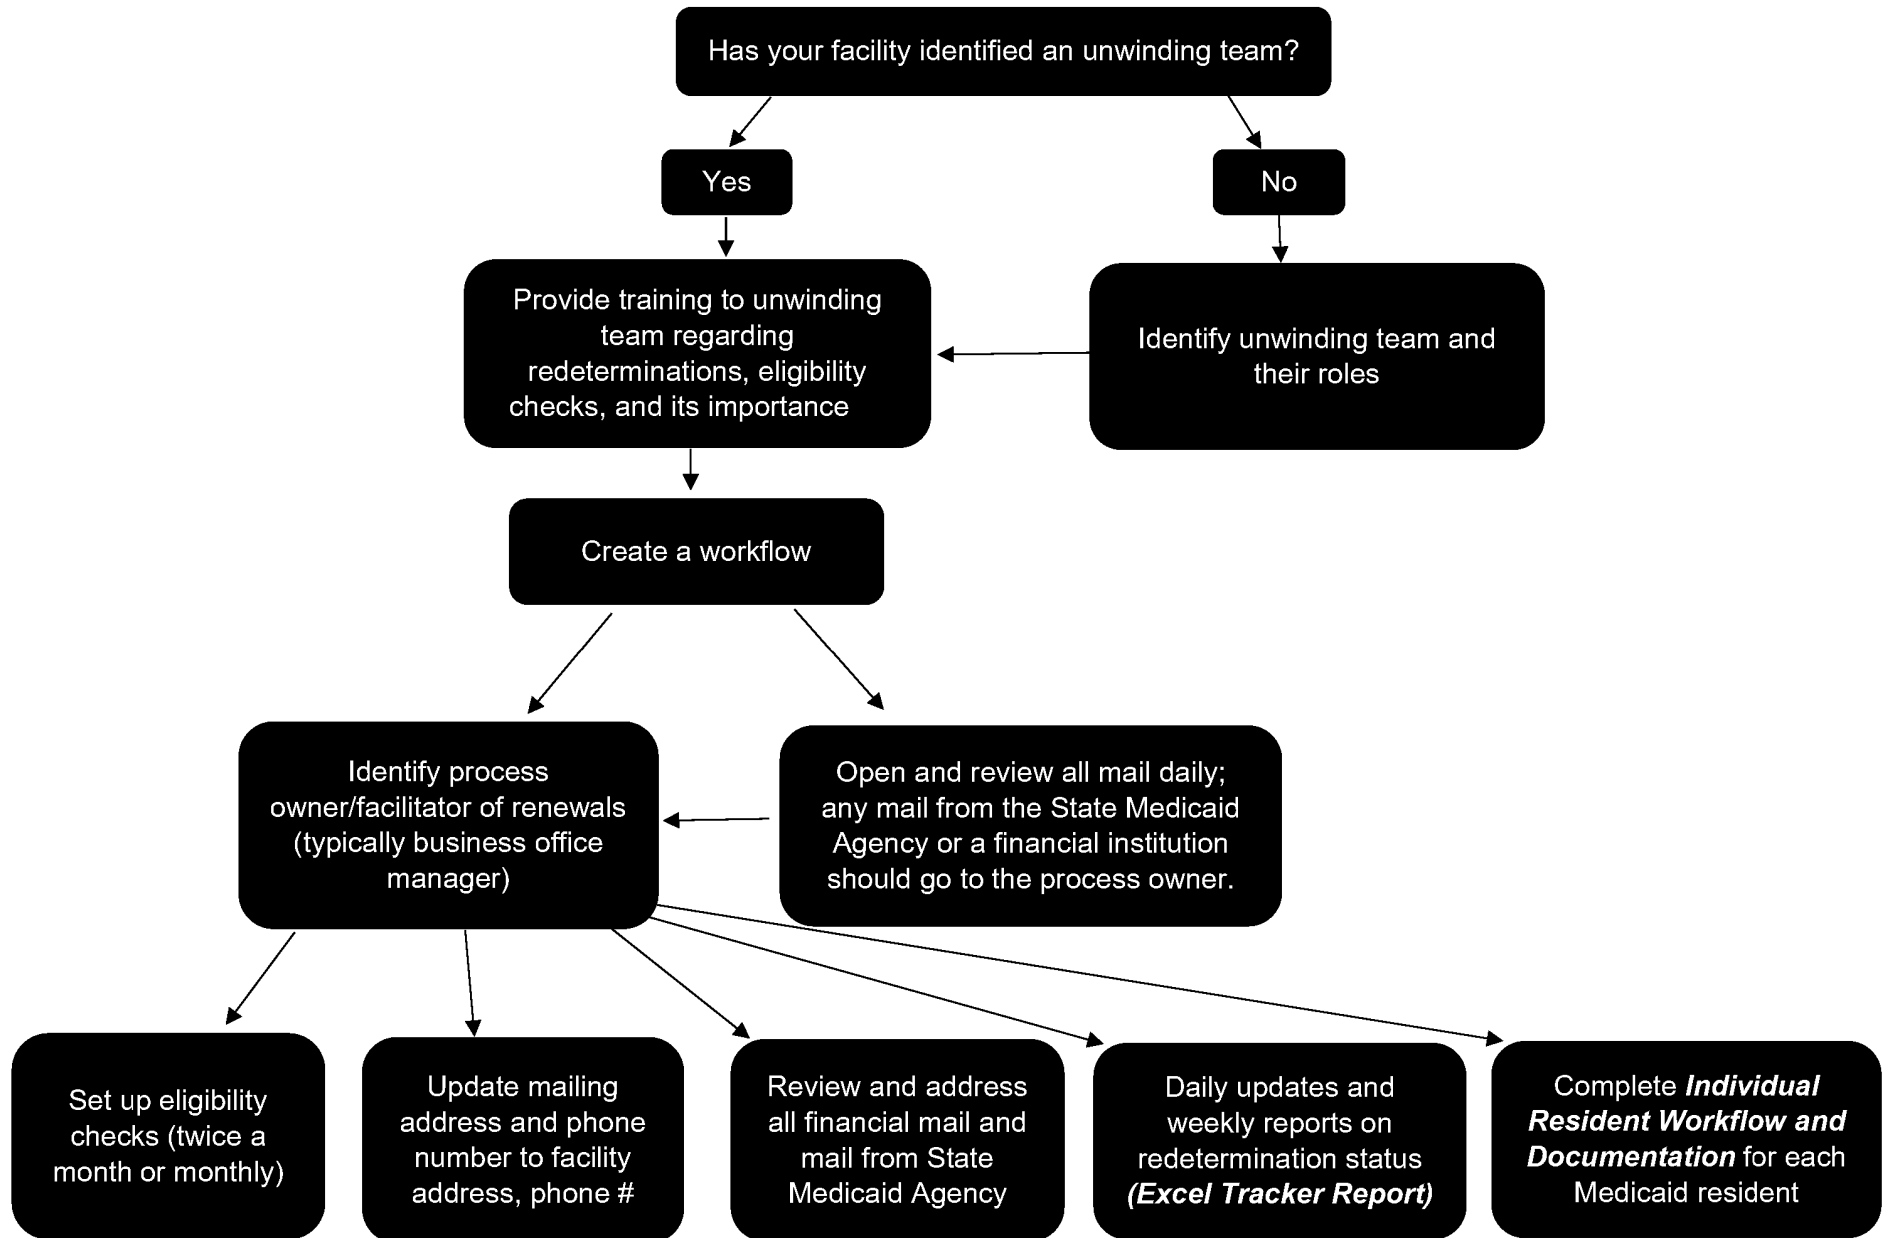 Has your facility identified an unwinding team?
Yes
No
Provide training to unwinding
team regarding
redeterminations, eligibility
checks, and its importance
Identify unwinding team and
their roles
Create a workflow
Identify process
owner/facilitator of renewals
(typically business office
manager)
Open and review all mail daily;
any mail from the State Medicaid
Agency or a financial institution
should go to the process owner.
Set up eligibility
checks (twice a
month or monthly)
Update mailing
address and phone
number to facility
address, phone #
Review and address
all financial mail and
mail from State
Medicaid Agency
Daily updates and
weekly reports on
redetermination status
(Excel Tracker Report)
Complete Individual
Resident Workflow and
Documentation for each
Medicaid resident